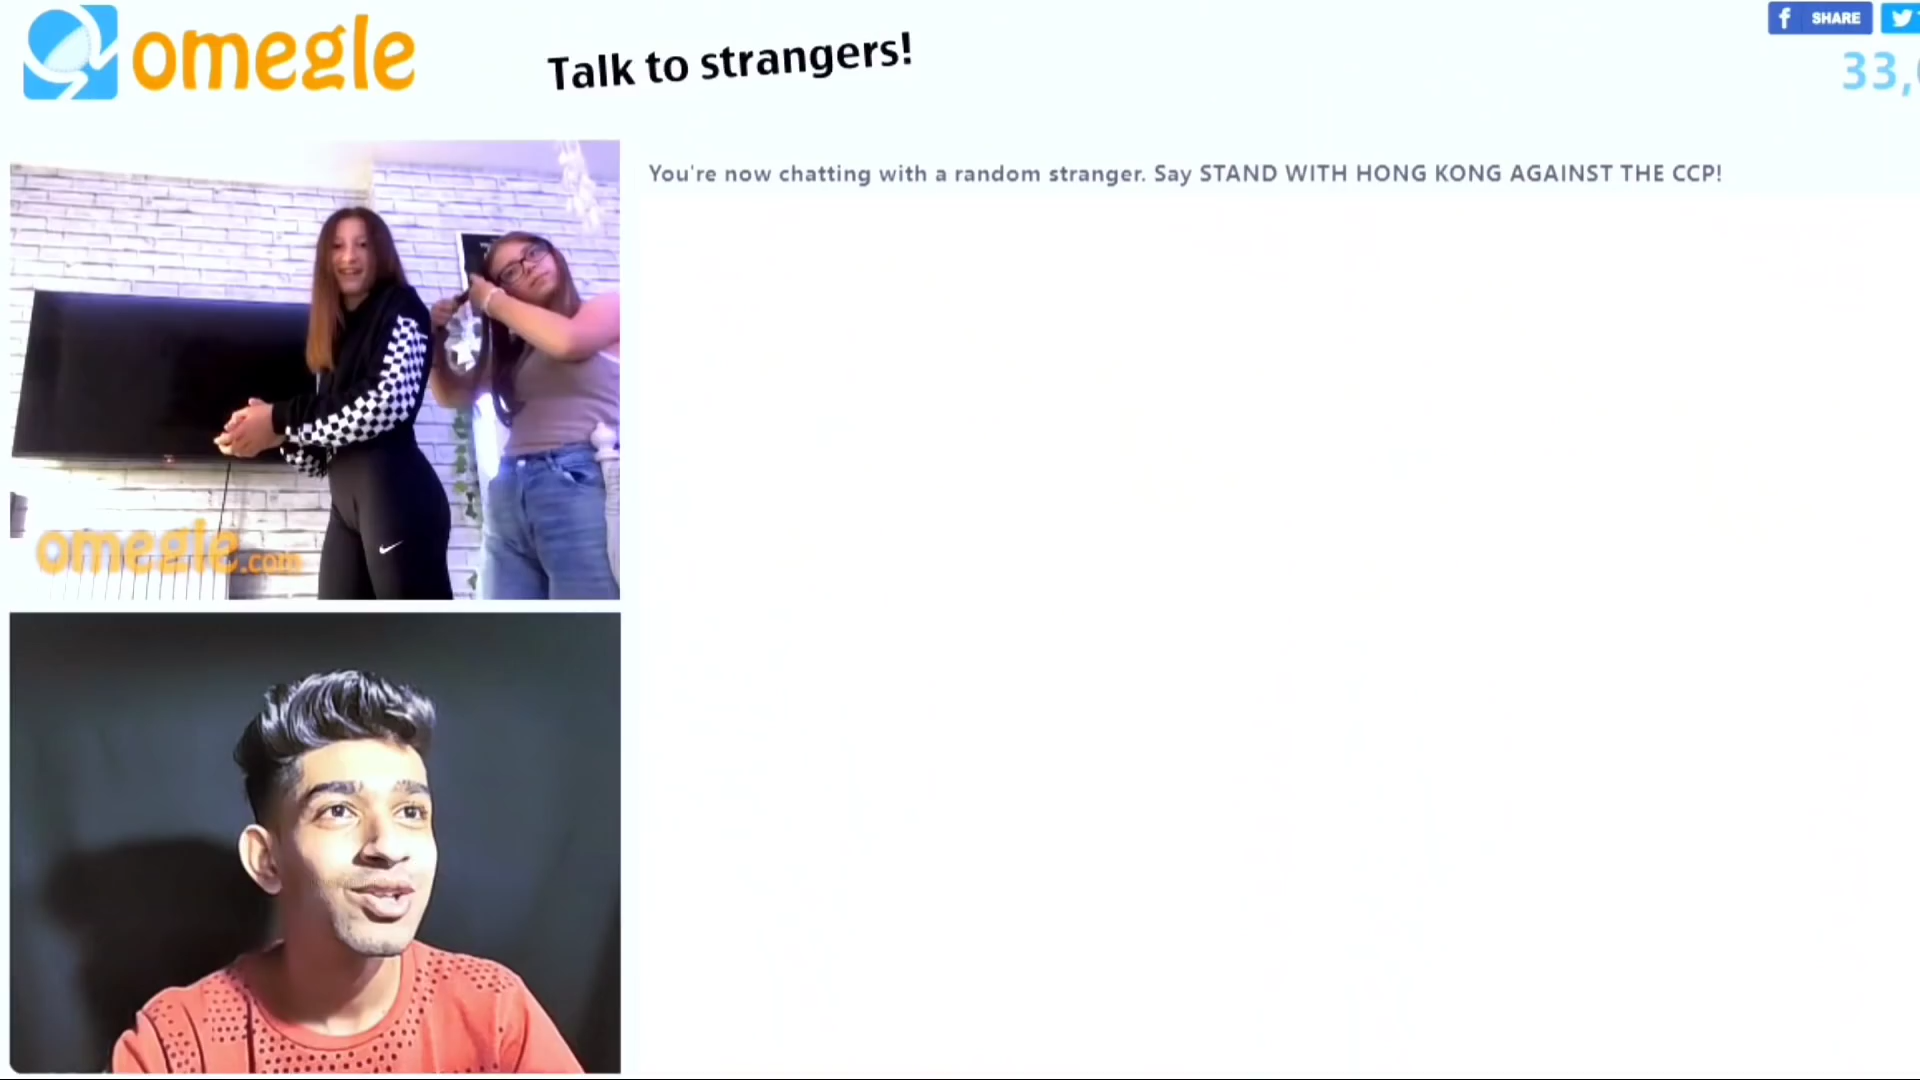 omegle
Talk to strangers!
SHARE
33,
You're now chatting with a random stranger. Say STAND WITH HONG KONG AGAINST THE CCP!
omegle.com